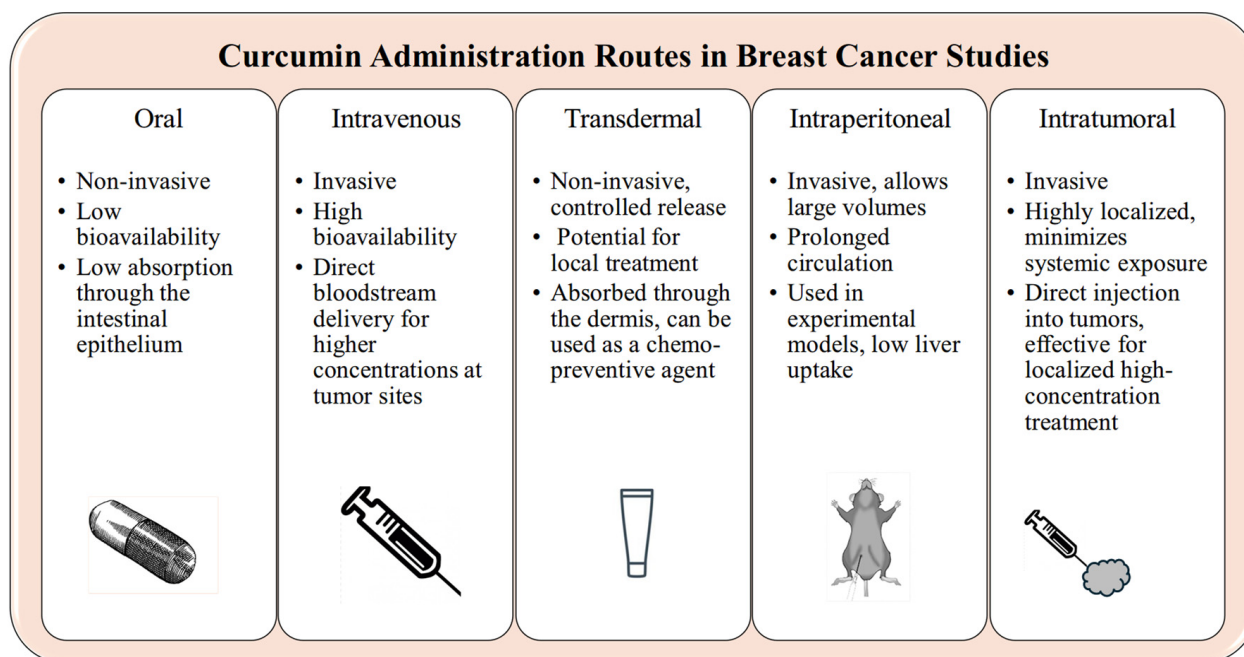 Curcumin Administration Routes in Breast Cancer Studies
Oral
• Non-invasive
• Low
bioavailability
• Low absorption
through the
intestinal
epithelium
Intravenous
• Invasive
• High
bioavailability
• Direct
bloodstream
delivery for
higher
concentrations at
tumor sites
Transdermal
• Non-invasive,
controlled release
• Potential for
local treatment
• Absorbed through
the dermis, can be
used as a chemo-
preventive agent
Intraperitoneal
• Invasive, allows
large volumes
• Prolonged
circulation
• Used in
experimental
models, low liver
uptake
Intratumoral
• Invasive
• Highly localized,
minimizes
systemic exposure
• Direct injection
into tumors,
effective for
localized high-
concentration
treatment